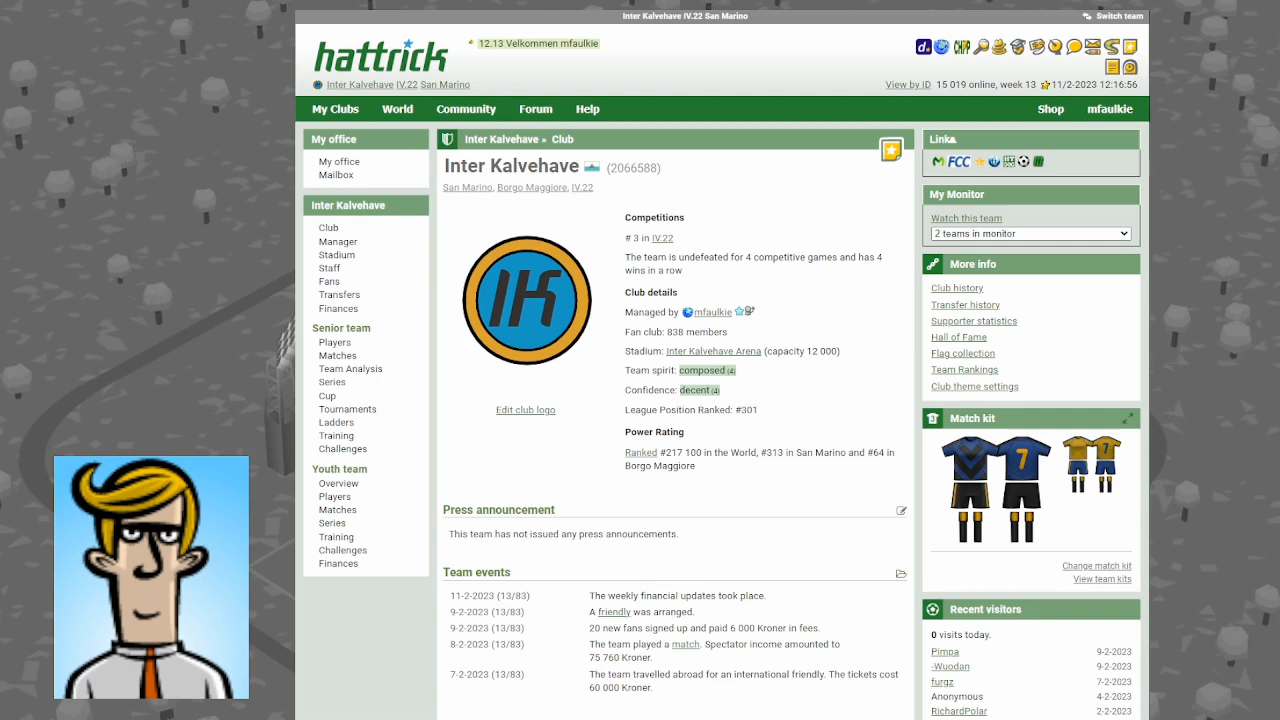 Inter Kalvehave IV.22 San Marino
Switch team
hattrick
12.13 Velkommen mfaulkie
CHPP
Inter Kalvehave IV.22 San Marino
View by ID 15 019 online, week 13 11/2-2023 12:16:56
My Clubs World Community Forum Help Shop mfaulkie
My office
My office
Mailbox
Inter Kalvehave
Club
Manager
Stadium
Staff
Fans
Transfers
Finances
Senior team
Players
Matches
Team Analysis
Series
Cup
Tournaments
Ladders
Training
Challenges
Youth team
Overview
Players
Matches
Series
Training
Challenges
Finances
Inter Kalvehave » Club
Inter Kalvehave (2066588)
San Marino, Borgo Maggiore, IV.22
IK
Edit club logo
Competitions
# 3 in IV.22
The team is undefeated for 4 competitive games and has 4
wins in a row
Club details
Managed by mfaulkie
Fan club: 838 members
Stadium: Inter Kalvehave Arena (capacity 12 000)
Team spirit: composed (4)
Confidence: decent (4)
League Position Ranked: #301
Power Rating
Ranked #217 100 in the World, #313 in San Marino and #64 in
Borgo Maggiore
Press announcement
This team has not issued any press announcements.
Team events
11-2-2023 (13/83) The weekly financial updates took place.
9-2-2023 (13/83) A friendly was arranged.
9-2-2023 (13/83) 20 new fans signed up and paid 6 000 Kroner in fees.
8-2-2023 (13/83) The team played a match. Spectator income amounted to
75 760 Kroner.
7-2-2023 (13/83) The team travelled abroad for an international friendly. The tickets cost
60 000 Kroner.
Links
FCC
My Monitor
Watch this team
2 teams in monitor
More info
Club history
Transfer history
Supporter statistics
Hall of Fame
Flag collection
Team Rankings
Club theme settings
Match kit
7 7
Change match kit
View team kits
Recent visitors
0 visits today.
Pimpa 9-2-2023
-Wuodan 9-2-2023
furgz 7-2-2023
Anonymous 4-2-2023
RichardPolar 2-2-2023